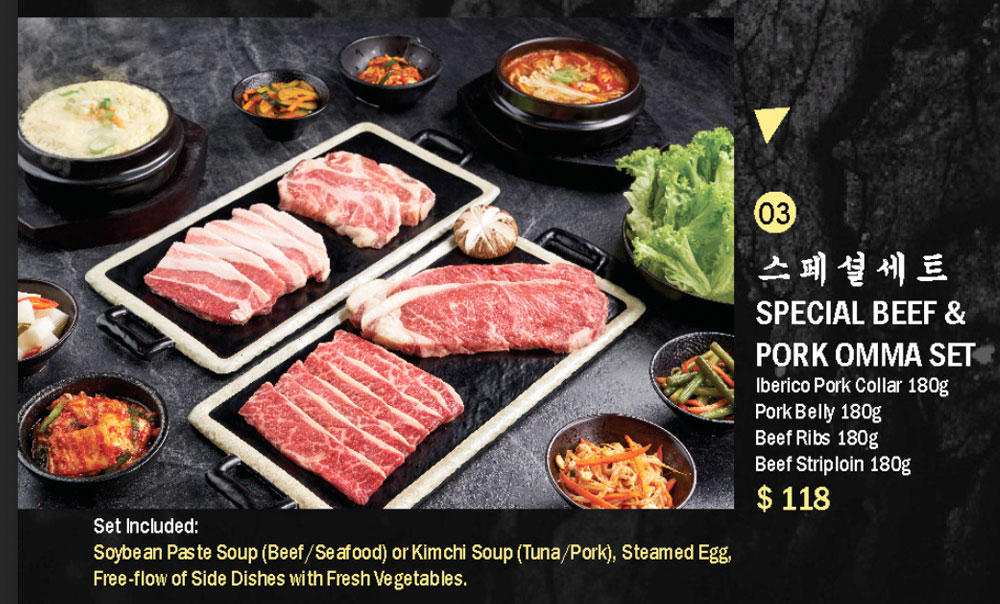 03
스페셜세트
SPECIAL BEEF &
PORK OMMA SET
Iberico Pork Collar 180g
Pork Belly 180g
Beef Ribs 180g
Beef Striploin 180g
$ 118
Set Included:
Soybean Paste Soup (Beef/Seafood) or Kimchi Soup (Tuna/Pork), Steamed Egg,
Free-flow of Side Dishes with Fresh Vegetables.